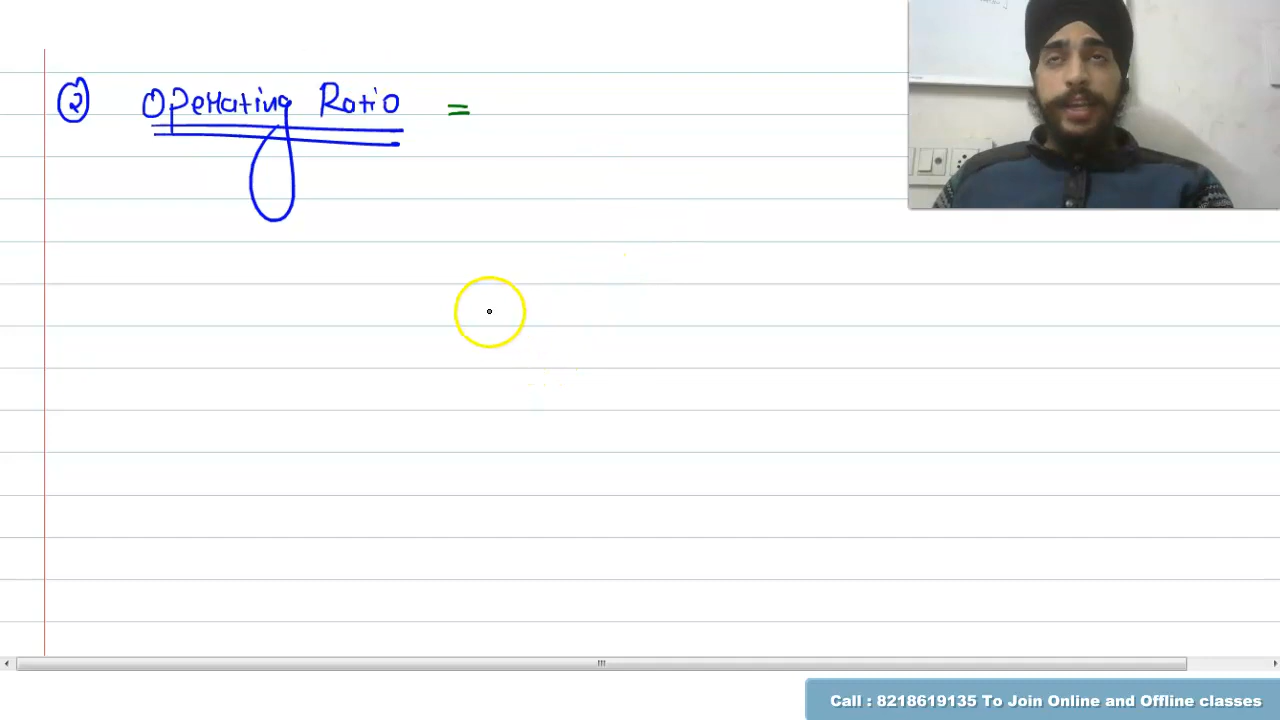 ② Operating Ratio =
Call : 8218619135 To Join Online and Offline classes